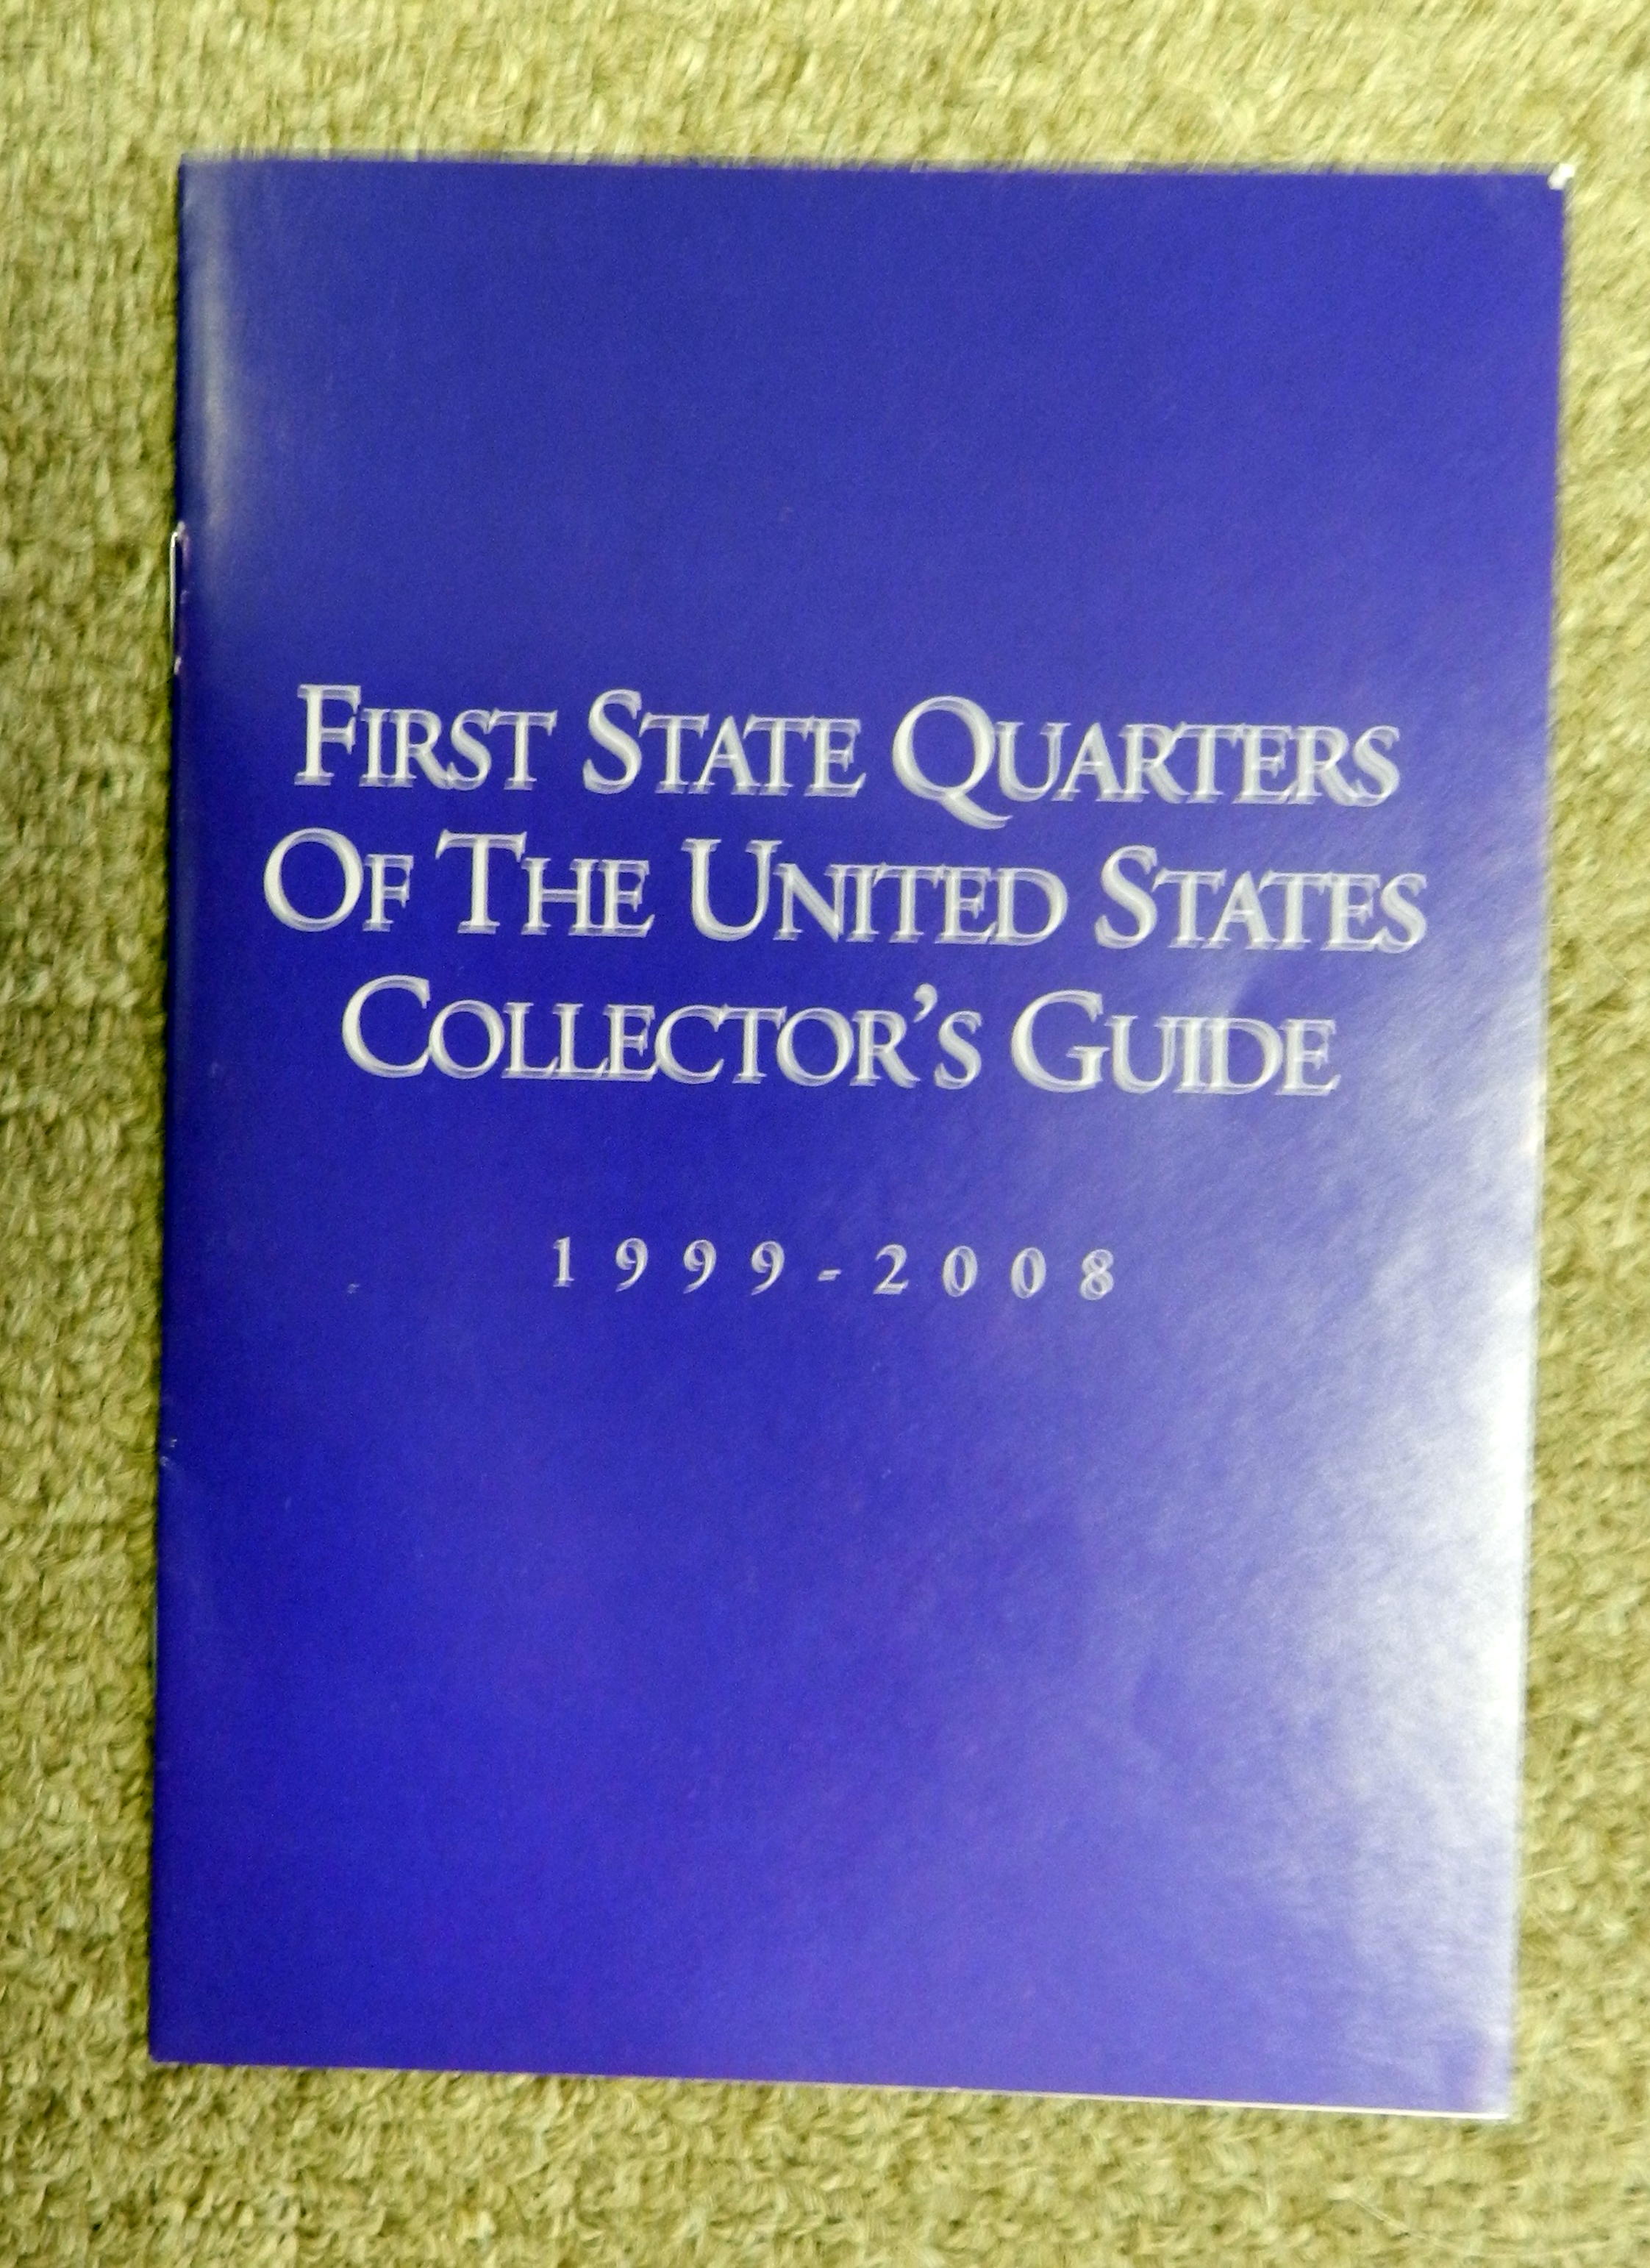 First State Quarters
Of The United States
Collector's Guide
1999-2008